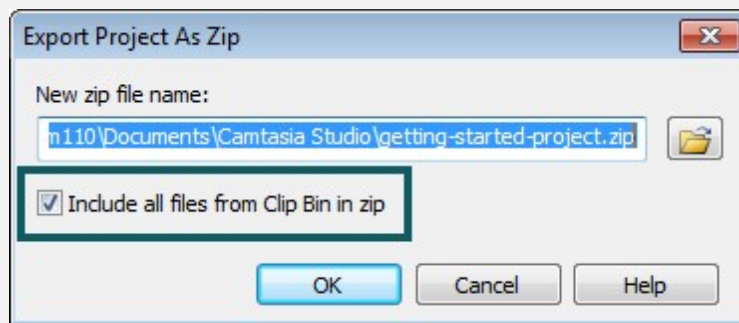 Export Project As Zip
New zip file name:
m110\Documents\Camtasia Studio\getting-started-project.zip
Include all files from Clip Bin in zip
OK Cancel Help